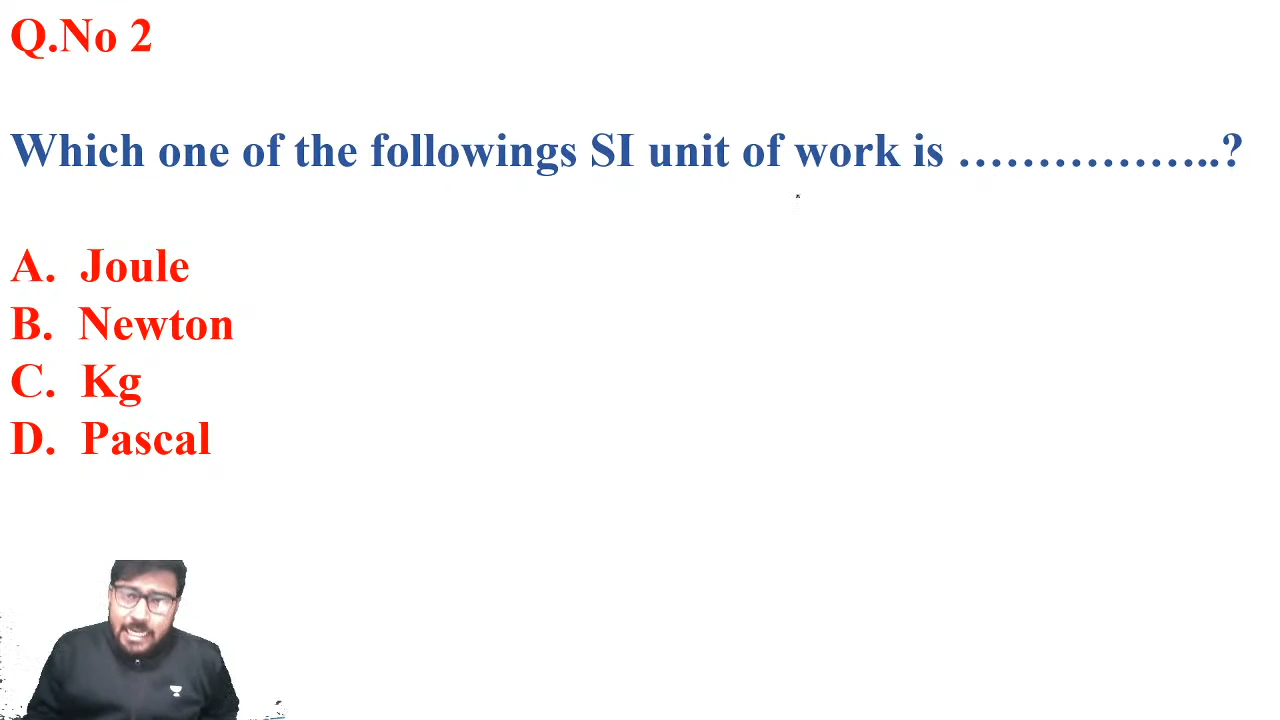 Q.No 2
Which one of the followings SI unit of work is ……………..?
A. Joule
B. Newton
C. Kg
D. Pascal